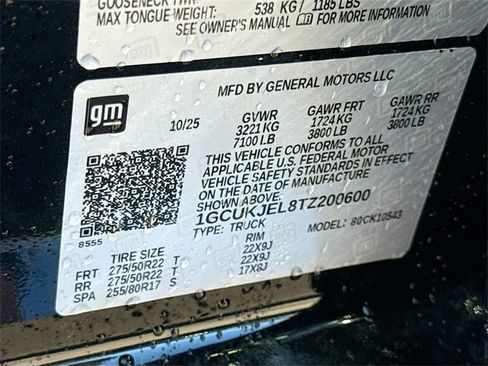 GOOSENECK TWR:
MAX TONGUE WEIGHT: 538 KG / 1185 LBS
SEE OWNER'S MANUAL FOR MORE INFORMATION
gm
MFD BY GENERAL MOTORS LLC
10/25 GVWR GAWR FRT GAWR RR
3221 KG 1724 KG 1724 KG
7100 LB 3800 LB 3800 LB
THIS VEHICLE CONFORMS TO ALL
APPLICABLE U.S. FEDERAL MOTOR
VEHICLE SAFETY STANDARDS IN EFFECT
ON THE DATE OF MANUFACTURE
SHOWN ABOVE.
1GCUKJEL8TZ200600
TYPE: TRUCK MODEL: 8GCK10543
8555
TIRE SIZE RIM
FRT 275/50R22 T 22X9J
RR 275/50R22 T 22X9J
SPA 255/80R17 S 17X8J